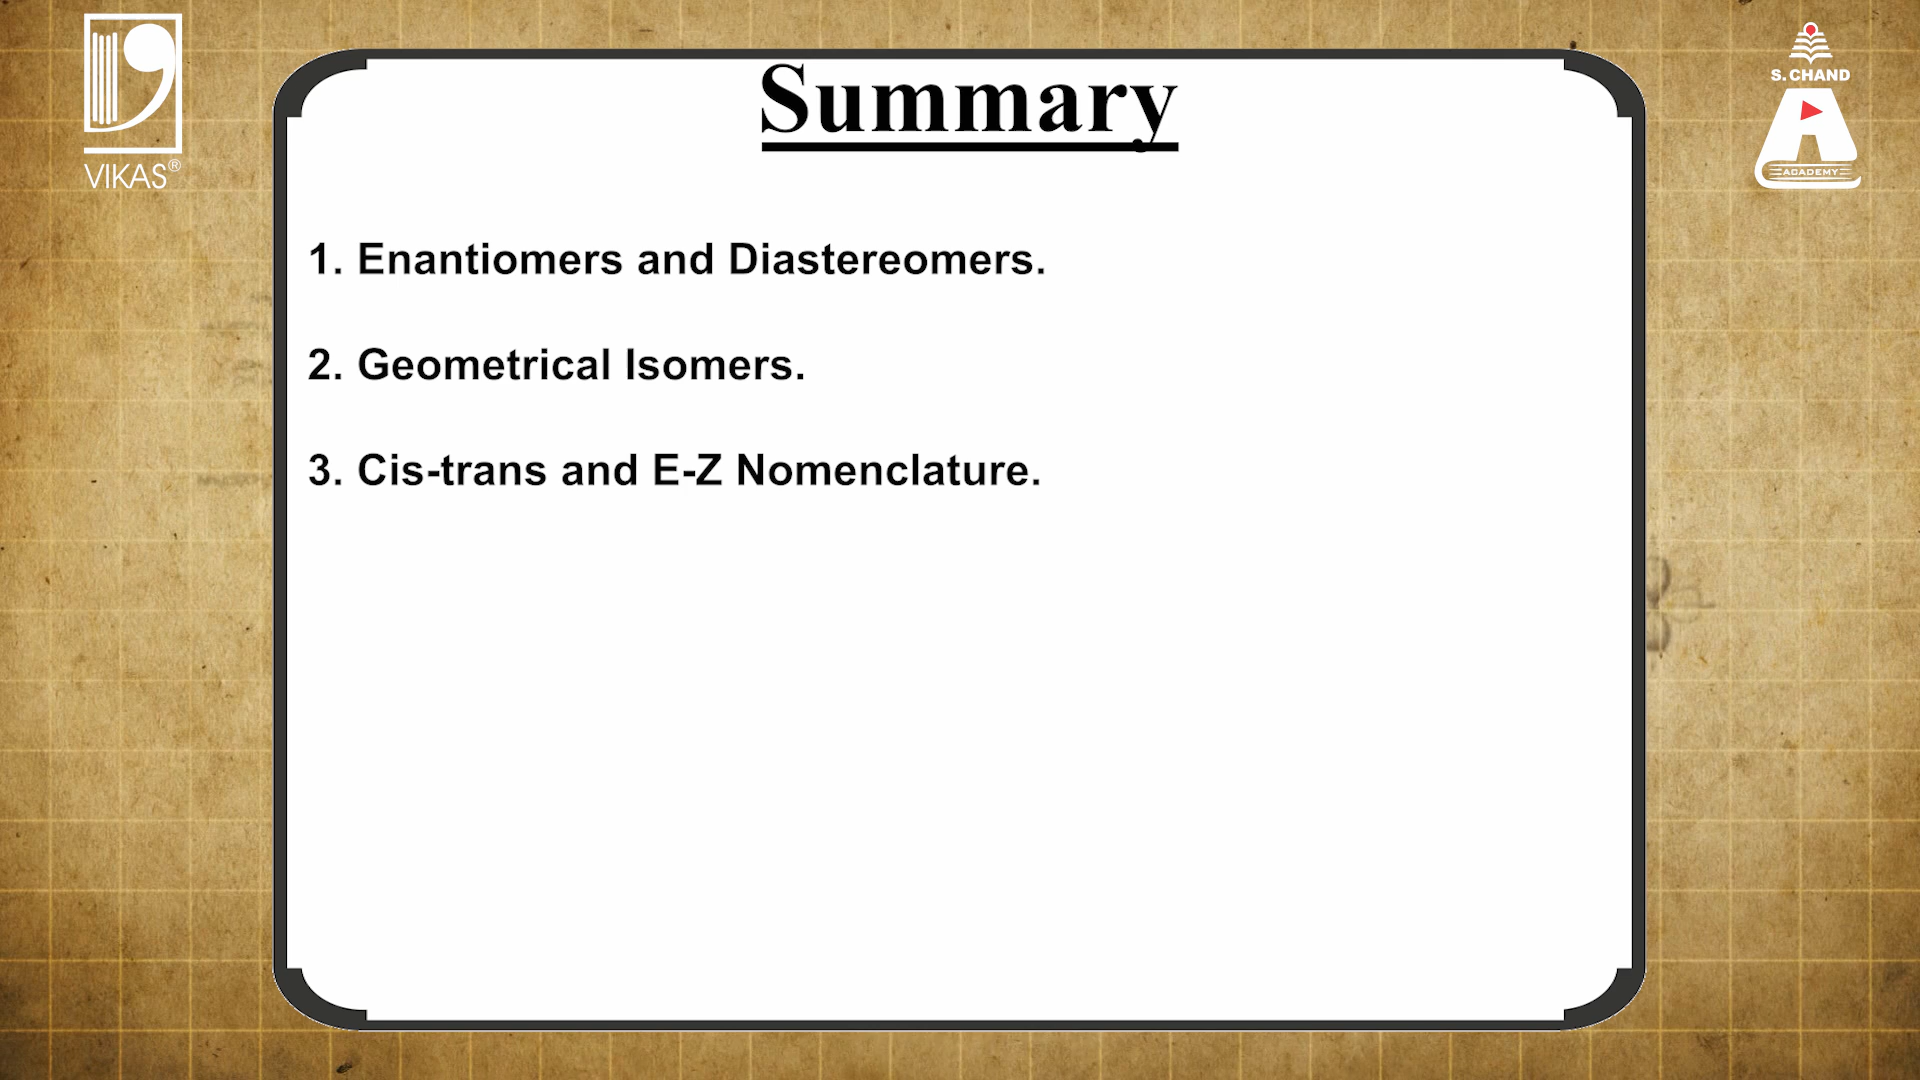 VIKAS®
S. CHAND
ACADEMY
Summary
1. Enantiomers and Diastereomers.
2. Geometrical Isomers.
3. Cis-trans and E-Z Nomenclature.